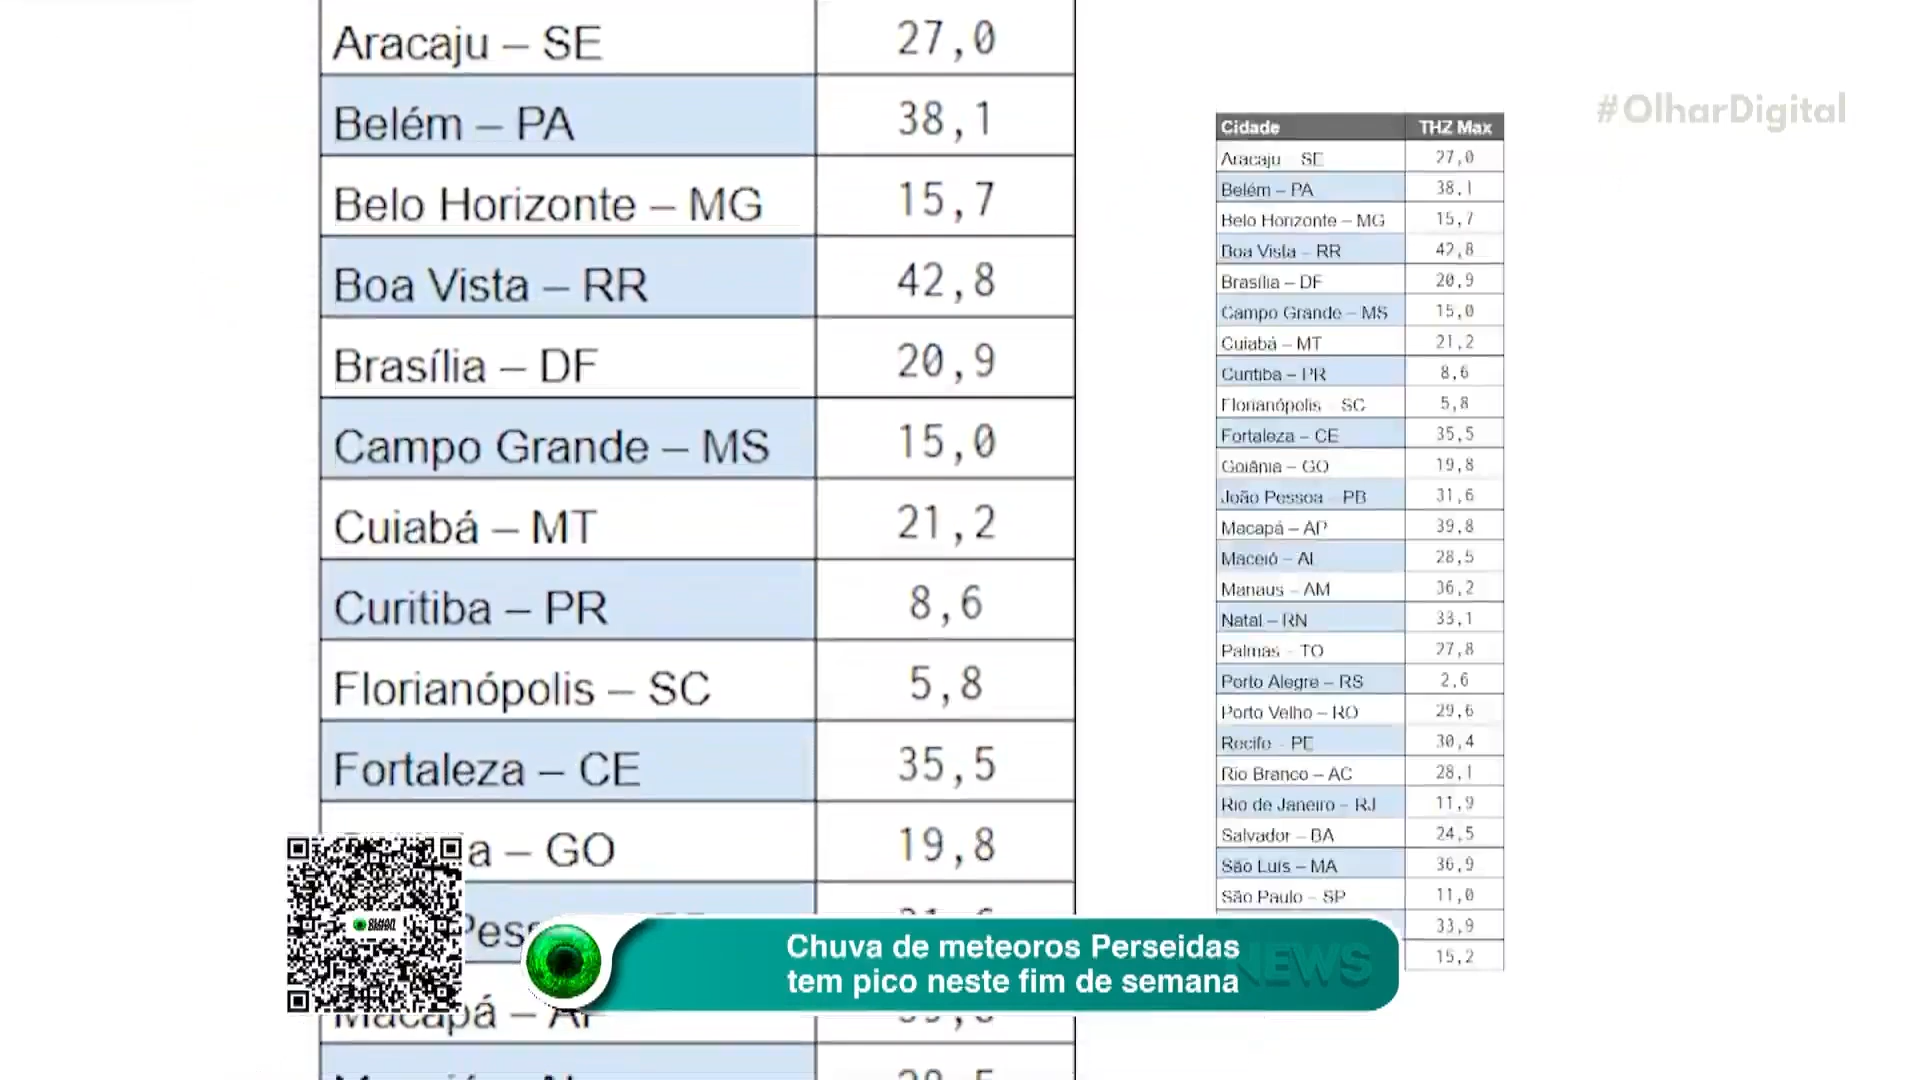 Aracaju – SE 27,0
Belém – PA 38,1
Belo Horizonte – MG 15,7
Boa Vista – RR 42,8
Brasília – DF 20,9
Campo Grande – MS 15,0
Cuiabá – MT 21,2
Curitiba – PR 8,6
Florianópolis – SC 5,8
Fortaleza – CE 35,5
a – GO 19,8
#OlharDigital
Cidade THZ Max
Aracaju – SE 27,0
Belém – PA 38,1
Belo Horizonte – MG 15,7
Boa Vista – RR 42,8
Brasília – DF 20,9
Campo Grande – MS 15,0
Cuiabá – MT 21,2
Curitiba – PR 8,6
Florianópolis – SC 5,8
Fortaleza – CE 35,5
Goiânia – GO 19,8
João Pessoa – PB 31,6
Macapá – AP 39,8
Maceió – AL 28,5
Manaus – AM 36,2
Natal – RN 33,1
Palmas – TO 27,8
Porto Alegre – RS 2,6
Porto Velho – RO 29,6
Recife – PE 30,4
Rio Branco – AC 28,1
Rio de Janeiro – RJ 11,9
Salvador – BA 24,5
São Luís – MA 36,9
São Paulo – SP 11,0
33,9
15,2
Chuva de meteoros Perseidas
tem pico neste fim de semana
NEWS